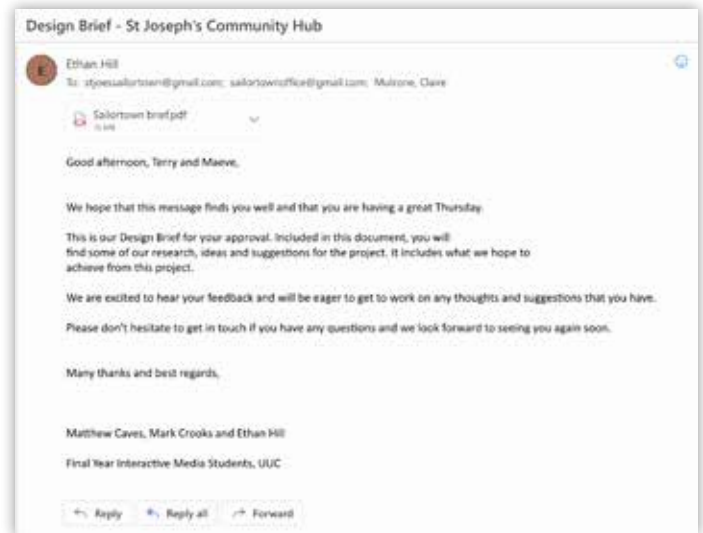 Design Brief - St Joseph's Community Hub
E
Ethan Hill
To: stjoessailortown@gmail.com; sailortownoffice@gmail.com; Mulrone, Claire
Sailortown brief.pdf
Good afternoon, Terry and Maeve,
We hope that this message finds you well and that you are having a great Thursday.
This is our Design Brief for your approval. Included in this document, you will
find some of our research, ideas and suggestions for the project. It includes what we hope to
achieve from this project.
We are excited to hear your feedback and will be eager to get to work on any thoughts and suggestions that you have.
Please don't hesitate to get in touch if you have any questions and we look forward to seeing you again soon.
Many thanks and best regards,
Matthew Caves, Mark Crooks and Ethan Hill
Final Year Interactive Media Students, UUC
Reply Reply all Forward